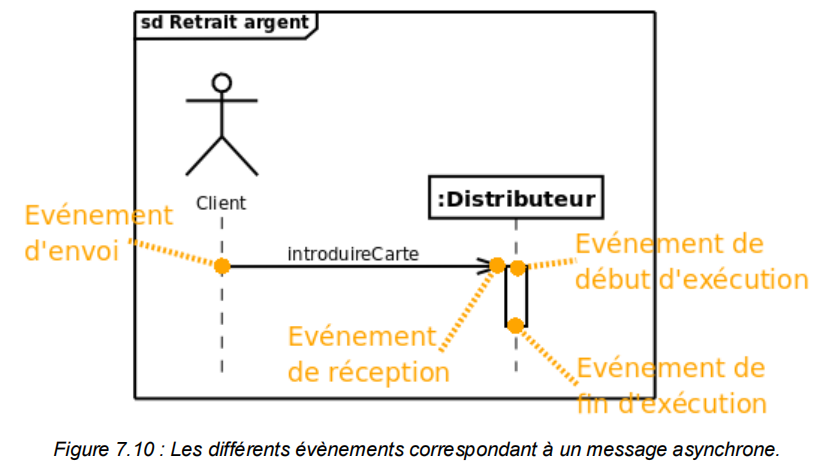 sd Retrait argent
Client
:Distributeur
Evénement
d'envoi
introduireCarte
Evénement de
début d'exécution
Evénement
de réception
Evénement de
fin d'exécution
Figure 7.10 : Les différents évènements correspondant à un message asynchrone.